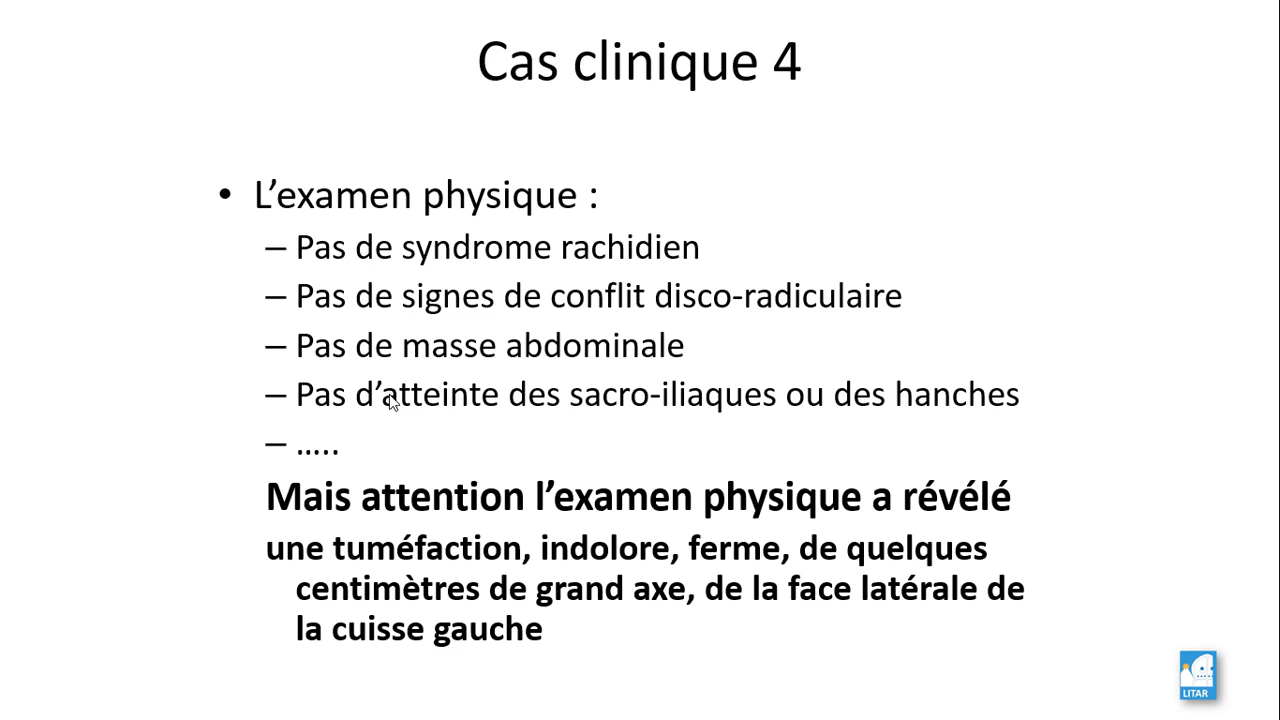 Cas clinique 4
• L’examen physique :
– Pas de syndrome rachidien
– Pas de signes de conflit disco-radiculaire
– Pas de masse abdominale
– Pas d’atteinte des sacro-iliaques ou des hanches
– …..
Mais attention l’examen physique a révélé
une tuméfaction, indolore, ferme, de quelques
centimètres de grand axe, de la face latérale de
la cuisse gauche
LITAR